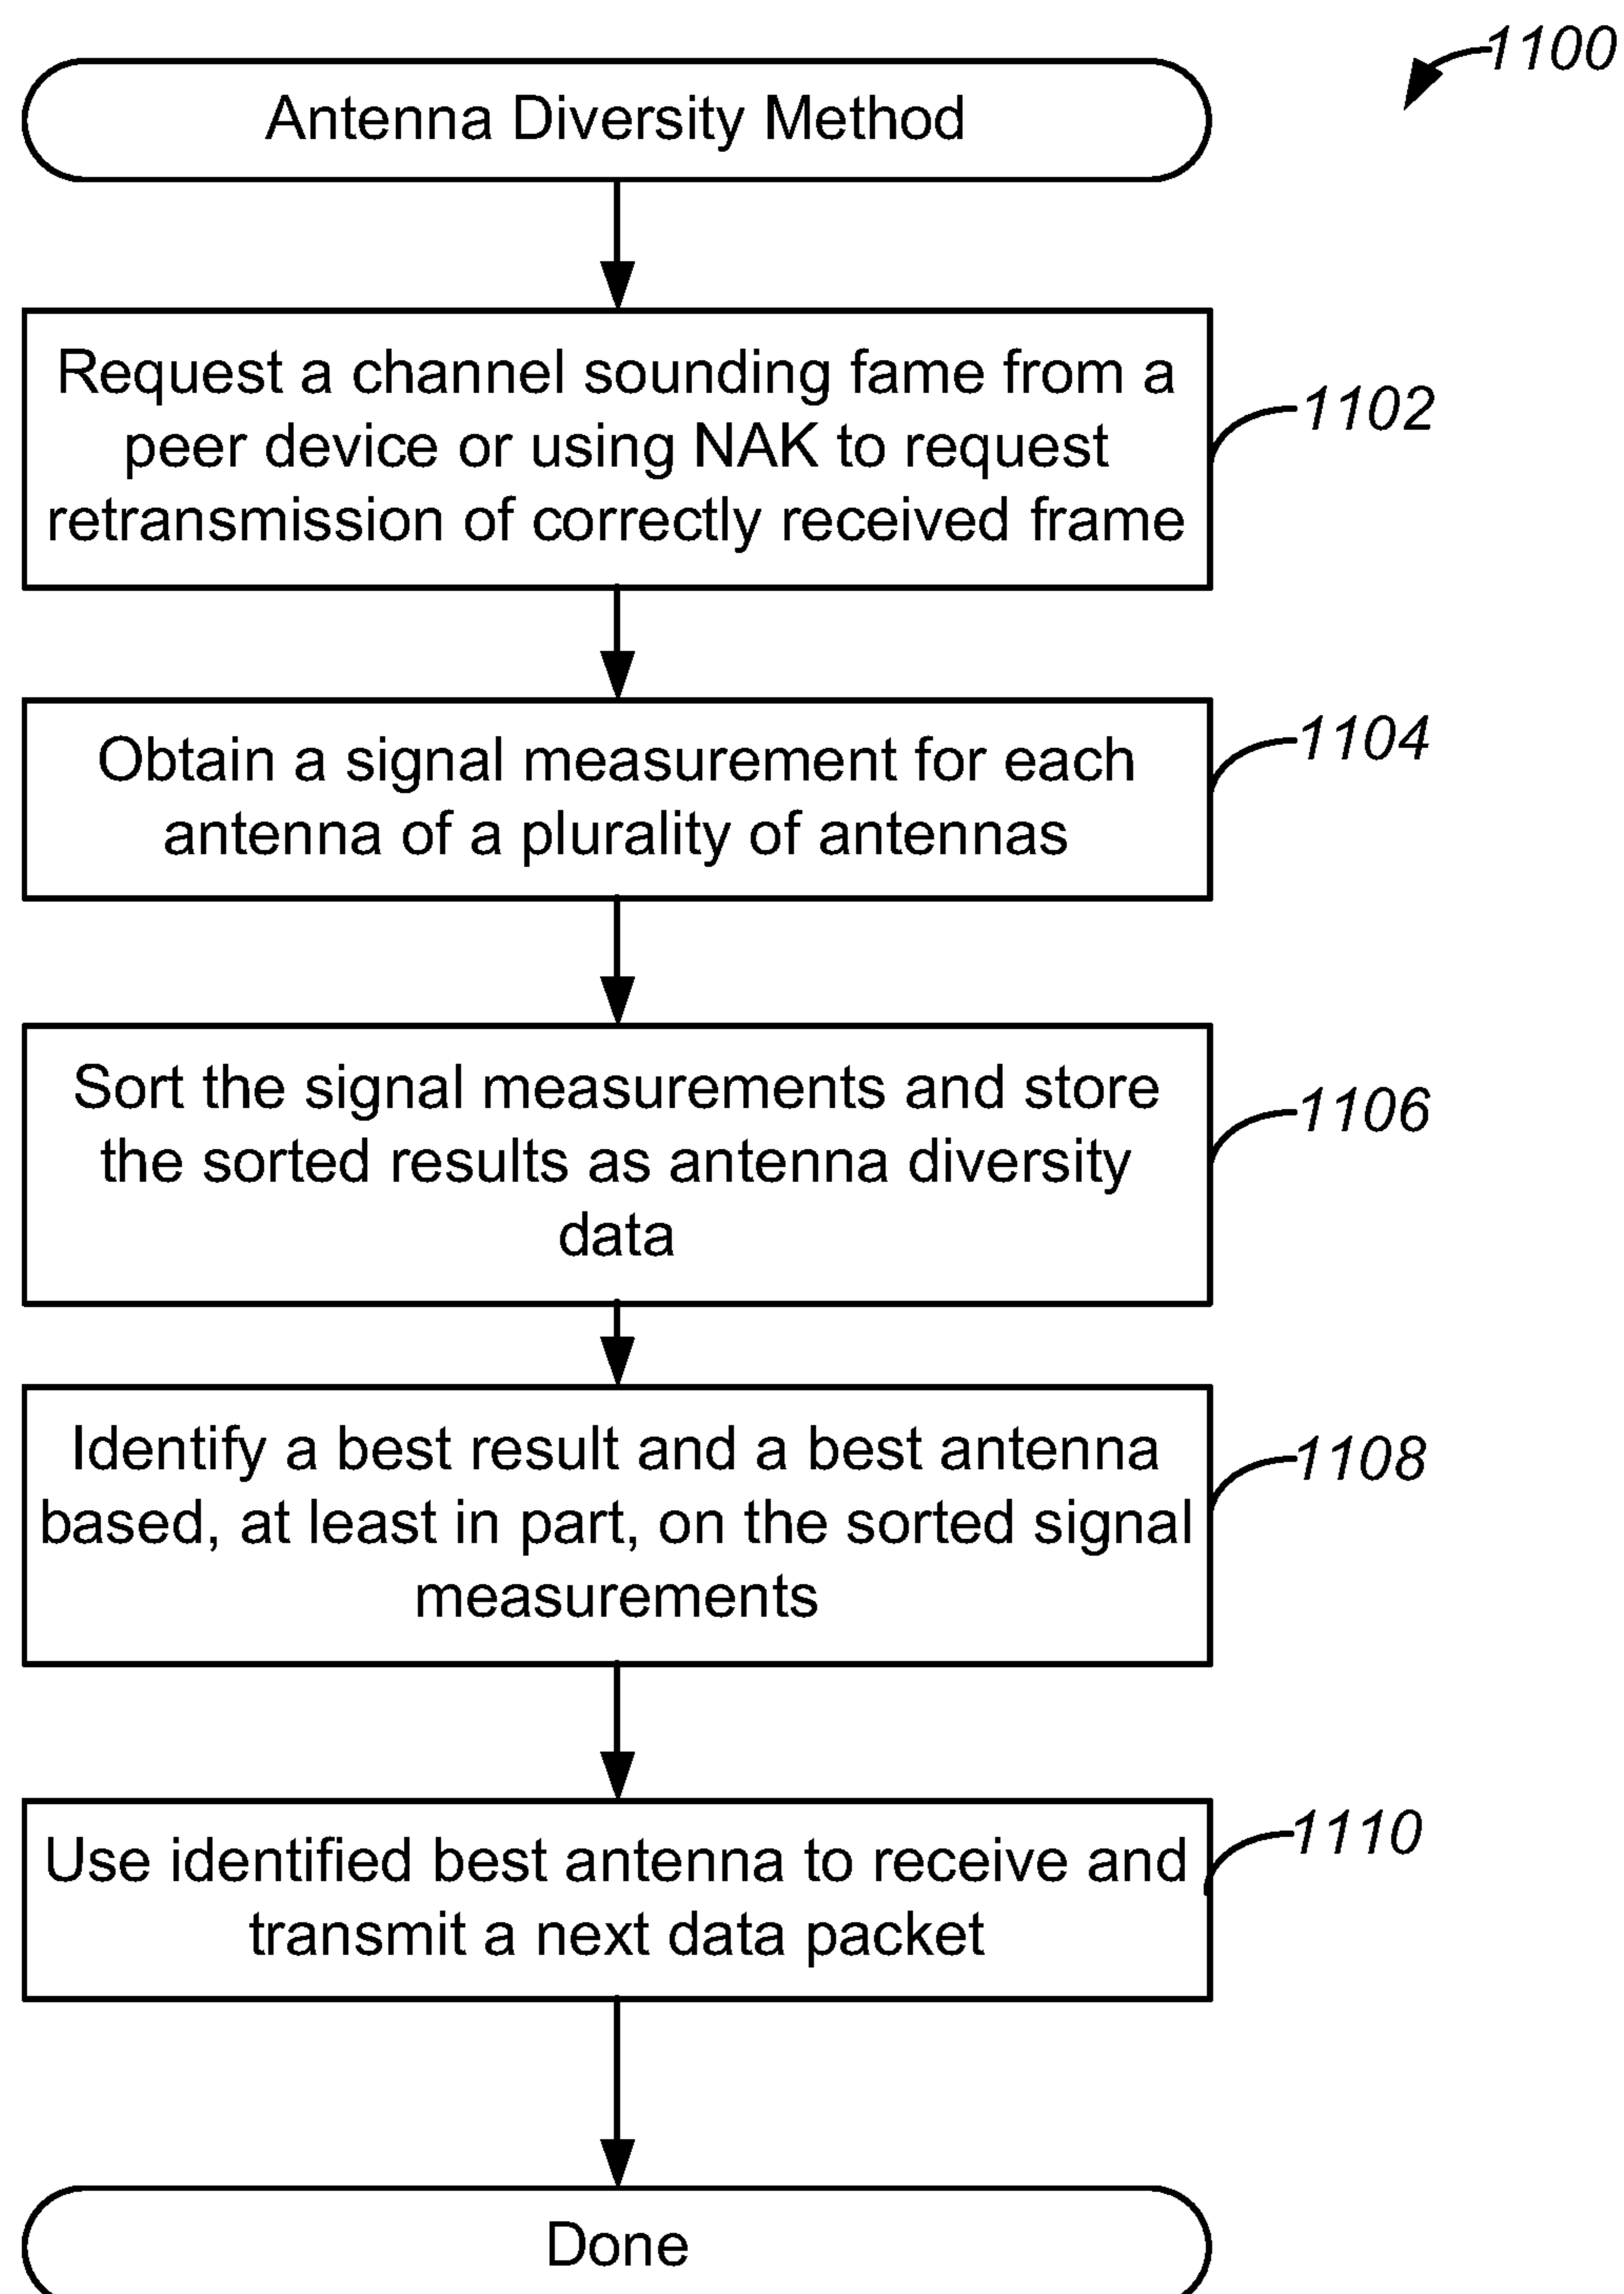 1100
Antenna Diversity Method
Request a channel sounding fame from a
peer device or using NAK to request
retransmission of correctly received frame
1102
Obtain a signal measurement for each
antenna of a plurality of antennas
1104
Sort the signal measurements and store
the sorted results as antenna diversity
data
1106
Identify a best result and a best antenna
based, at least in part, on the sorted signal
measurements
1108
Use identified best antenna to receive and
transmit a next data packet
1110
Done